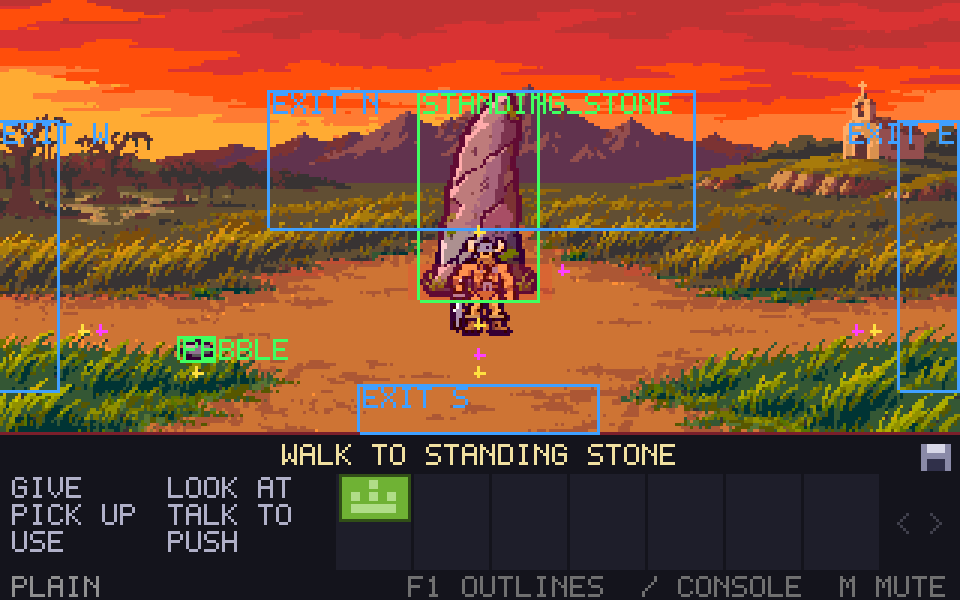 EXIT N
STANDING STONE
EXIT W
EXIT E
PEBBLE
EXIT S
WALK TO STANDING STONE
GIVE LOOK AT
PICK UP TALK TO
USE PUSH
PLAIN F1 OUTLINES / CONSOLE M MUTE